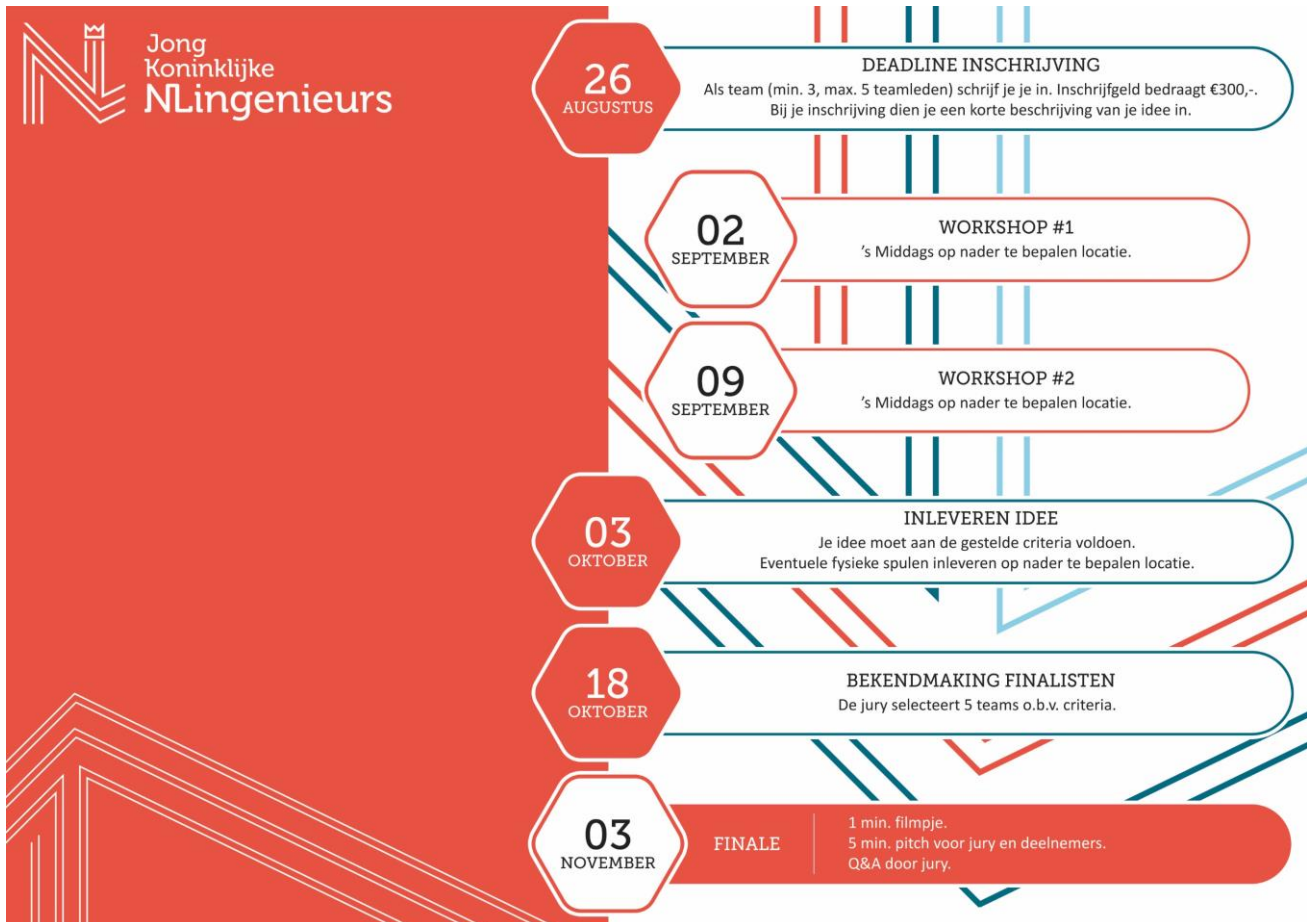 Jong
Koninklijke
NLingenieurs
26
AUGUSTUS
DEADLINE INSCHRIJVING
Als team (min. 3, max. 5 teamleden) schrijf je je in. Inschrijfgeld bedraagt €300,-.
Bij je inschrijving dien je een korte beschrijving van je idee in.
02
SEPTEMBER
WORKSHOP #1
’s Middags op nader te bepalen locatie.
09
SEPTEMBER
WORKSHOP #2
’s Middags op nader te bepalen locatie.
03
OKTOBER
INLEVEREN IDEE
Je idee moet aan de gestelde criteria voldoen.
Eventuele fysieke spulen inleveren op nader te bepalen locatie.
18
OKTOBER
BEKENDMAKING FINALISTEN
De jury selecteert 5 teams o.b.v. criteria.
03
NOVEMBER
FINALE
1 min. filmpje.
5 min. pitch voor jury en deelnemers.
Q&A door jury.